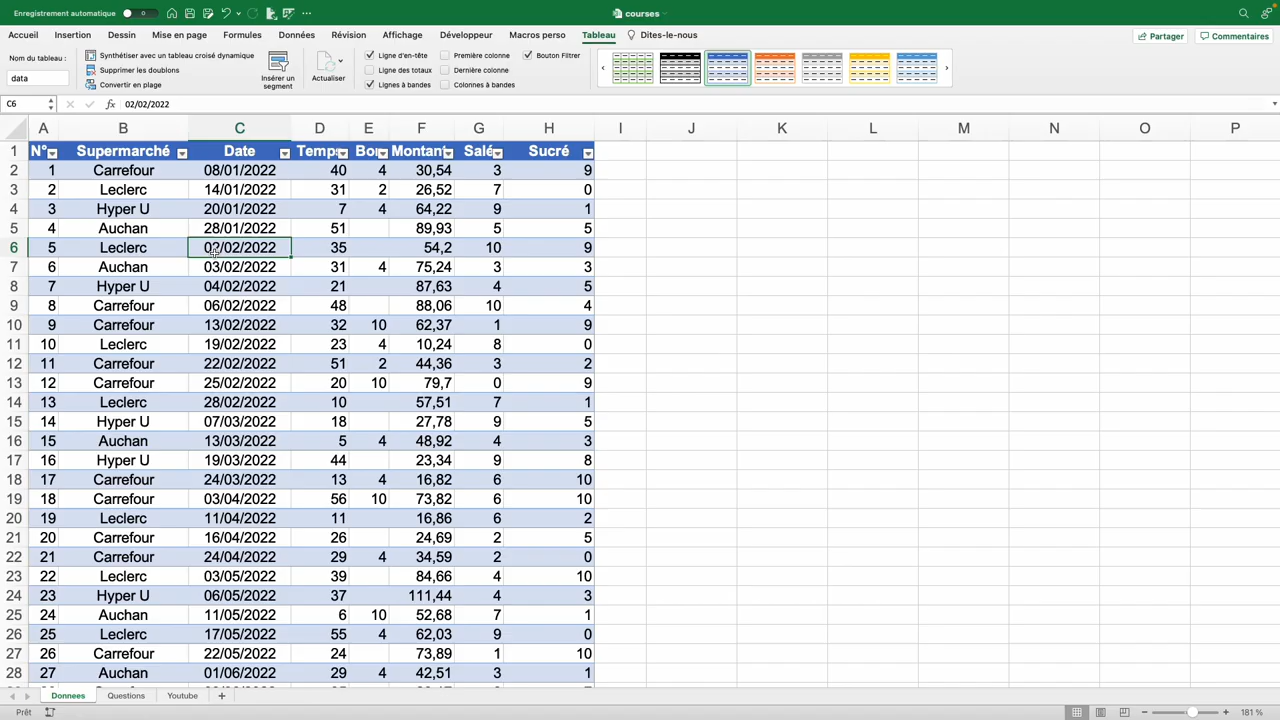 Enregistrement automatique 0 courses
Accueil Insertion Dessin Mise en page Formules Données Révision Affichage Développeur Macros perso Tableau Dites-le-nous Partager Commentaires
Nom du tableau :
data
Synthétiser avec un tableau croisé dynamique
Supprimer les doublons
Convertir en plage
Insérer un
segment
Actualiser
Ligne d'en-tête Première colonne Bouton Filtrer
Ligne des totaux Dernière colonne
Lignes à bandes Colonnes à bandes
C6 fx 02/02/2022
A B C D E F G H I J K L M N O P
1 N° Supermarché Date Temps Bon Montant Salé Sucré
2 1 Carrefour 08/01/2022 40 4 30,54 3 9
3 2 Leclerc 14/01/2022 31 2 26,52 7 0
4 3 Hyper U 20/01/2022 7 4 64,22 9 1
5 4 Auchan 28/01/2022 51 89,93 5 5
6 5 Leclerc 02/02/2022 35 54,2 10 9
7 6 Auchan 03/02/2022 31 4 75,24 3 3
8 7 Hyper U 04/02/2022 21 87,63 4 5
9 8 Carrefour 06/02/2022 48 88,06 10 4
10 9 Carrefour 13/02/2022 32 10 62,37 1 9
11 10 Leclerc 19/02/2022 23 4 10,24 8 0
12 11 Carrefour 22/02/2022 51 2 44,36 3 2
13 12 Carrefour 25/02/2022 20 10 79,7 0 9
14 13 Leclerc 28/02/2022 10 57,51 7 1
15 14 Hyper U 07/03/2022 18 27,78 9 5
16 15 Auchan 13/03/2022 5 4 48,92 4 3
17 16 Hyper U 19/03/2022 44 23,34 9 8
18 17 Carrefour 24/03/2022 13 4 16,82 6 10
19 18 Carrefour 03/04/2022 56 10 73,82 6 10
20 19 Leclerc 11/04/2022 11 16,86 6 2
21 20 Carrefour 16/04/2022 26 24,69 2 5
22 21 Carrefour 24/04/2022 29 4 34,59 2 0
23 22 Leclerc 03/05/2022 39 84,66 4 10
24 23 Hyper U 06/05/2022 37 111,44 4 3
25 24 Auchan 11/05/2022 6 10 52,68 7 1
26 25 Leclerc 17/05/2022 55 4 62,03 9 0
27 26 Carrefour 22/05/2022 24 73,89 1 10
28 27 Auchan 01/06/2022 29 4 42,51 3 1
Donnees Questions Youtube
Prêt 181 %